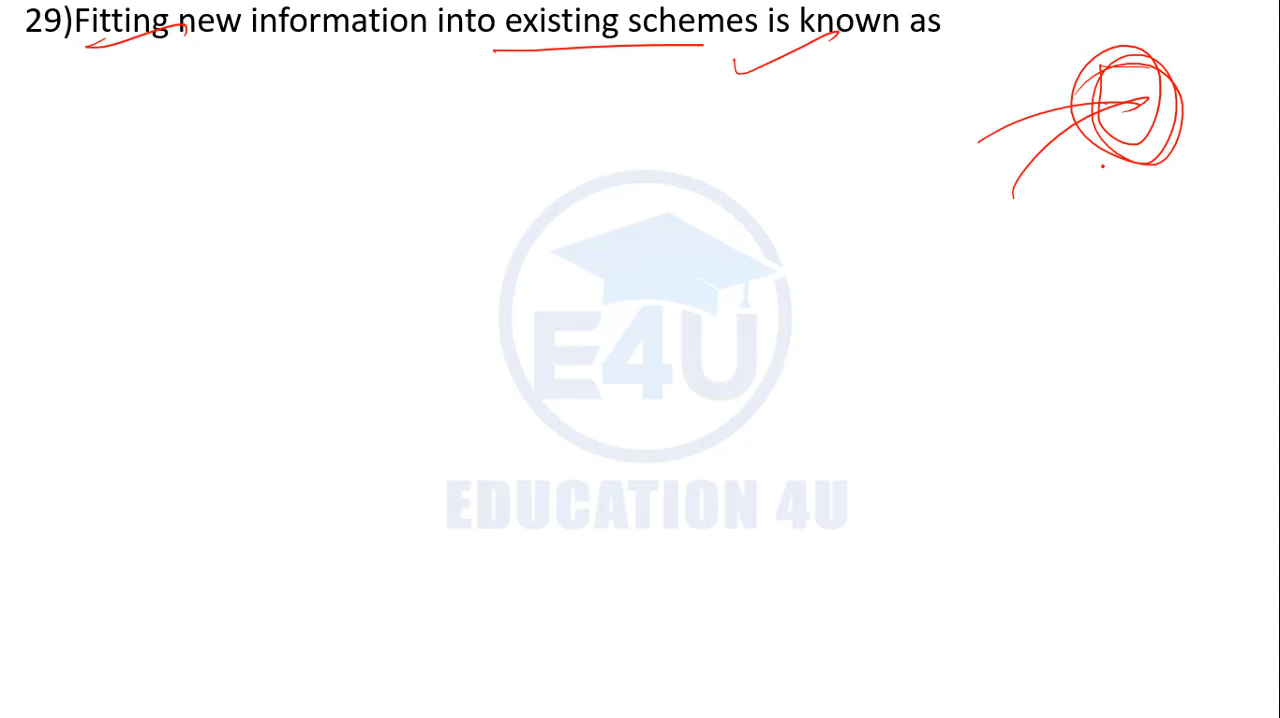 29)Fitting new information into existing schemes is known as
E4U
EDUCATION 4U